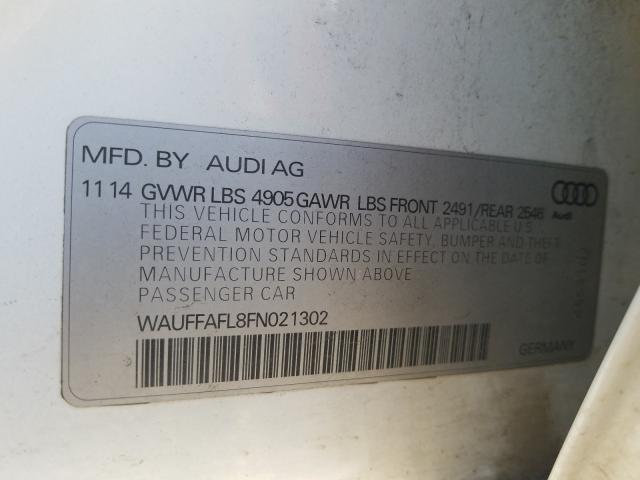 MFD. BY AUDI AG
11 14 GVWR LBS 4905 GAWR LBS FRONT 2491/REAR 2546
Audi
THIS VEHICLE CONFORMS TO ALL APPLICABLE U.S.
FEDERAL MOTOR VEHICLE SAFETY, BUMPER AND THEFT
PREVENTION STANDARDS IN EFFECT ON THE DATE OF
MANUFACTURE SHOWN ABOVE
PASSENGER CAR
WAUFFAFL8FN021302
GERMANY